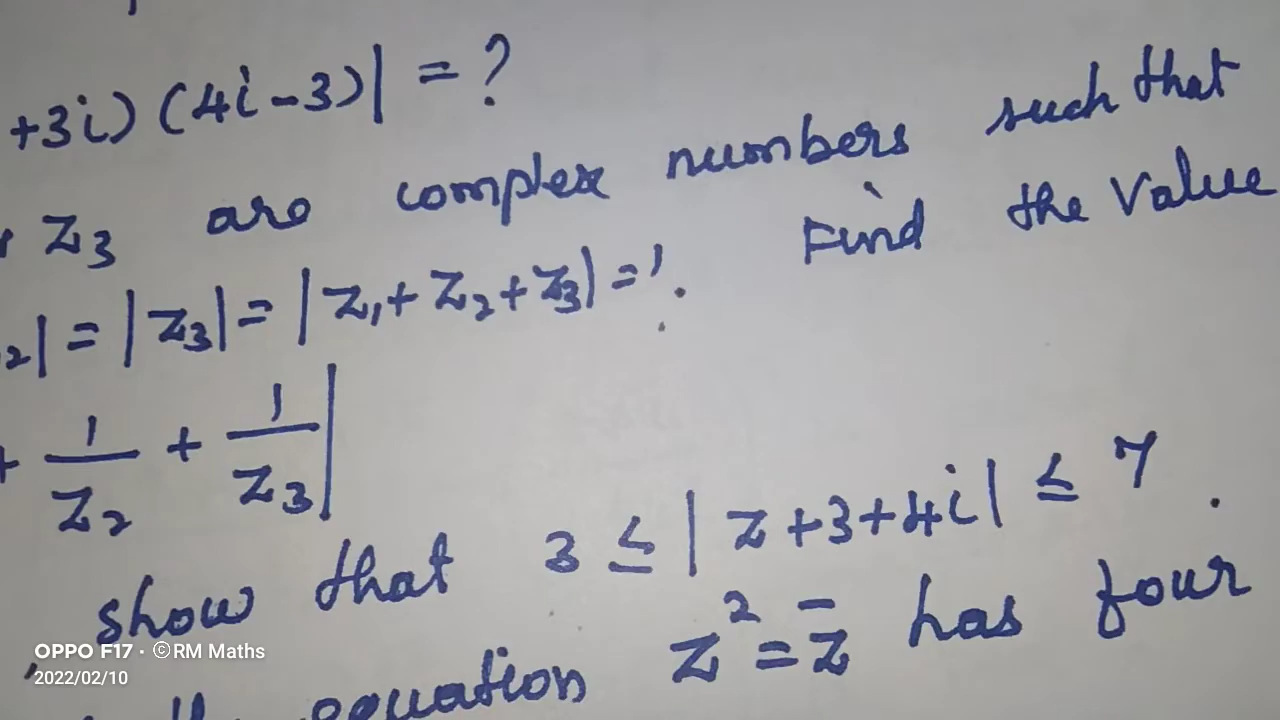 +3i) (4i-3)| = ?
z3 are complex numbers such that
2| = |z3| = |z1 + z2 + z3| = 1. Find the value
+ 1/z2 + 1/z3|
show that 3 ≤ |z+3+4i| ≤ 7.
equation z² = z̄ has four
OPPO F17 · ©RM Maths
2022/02/10